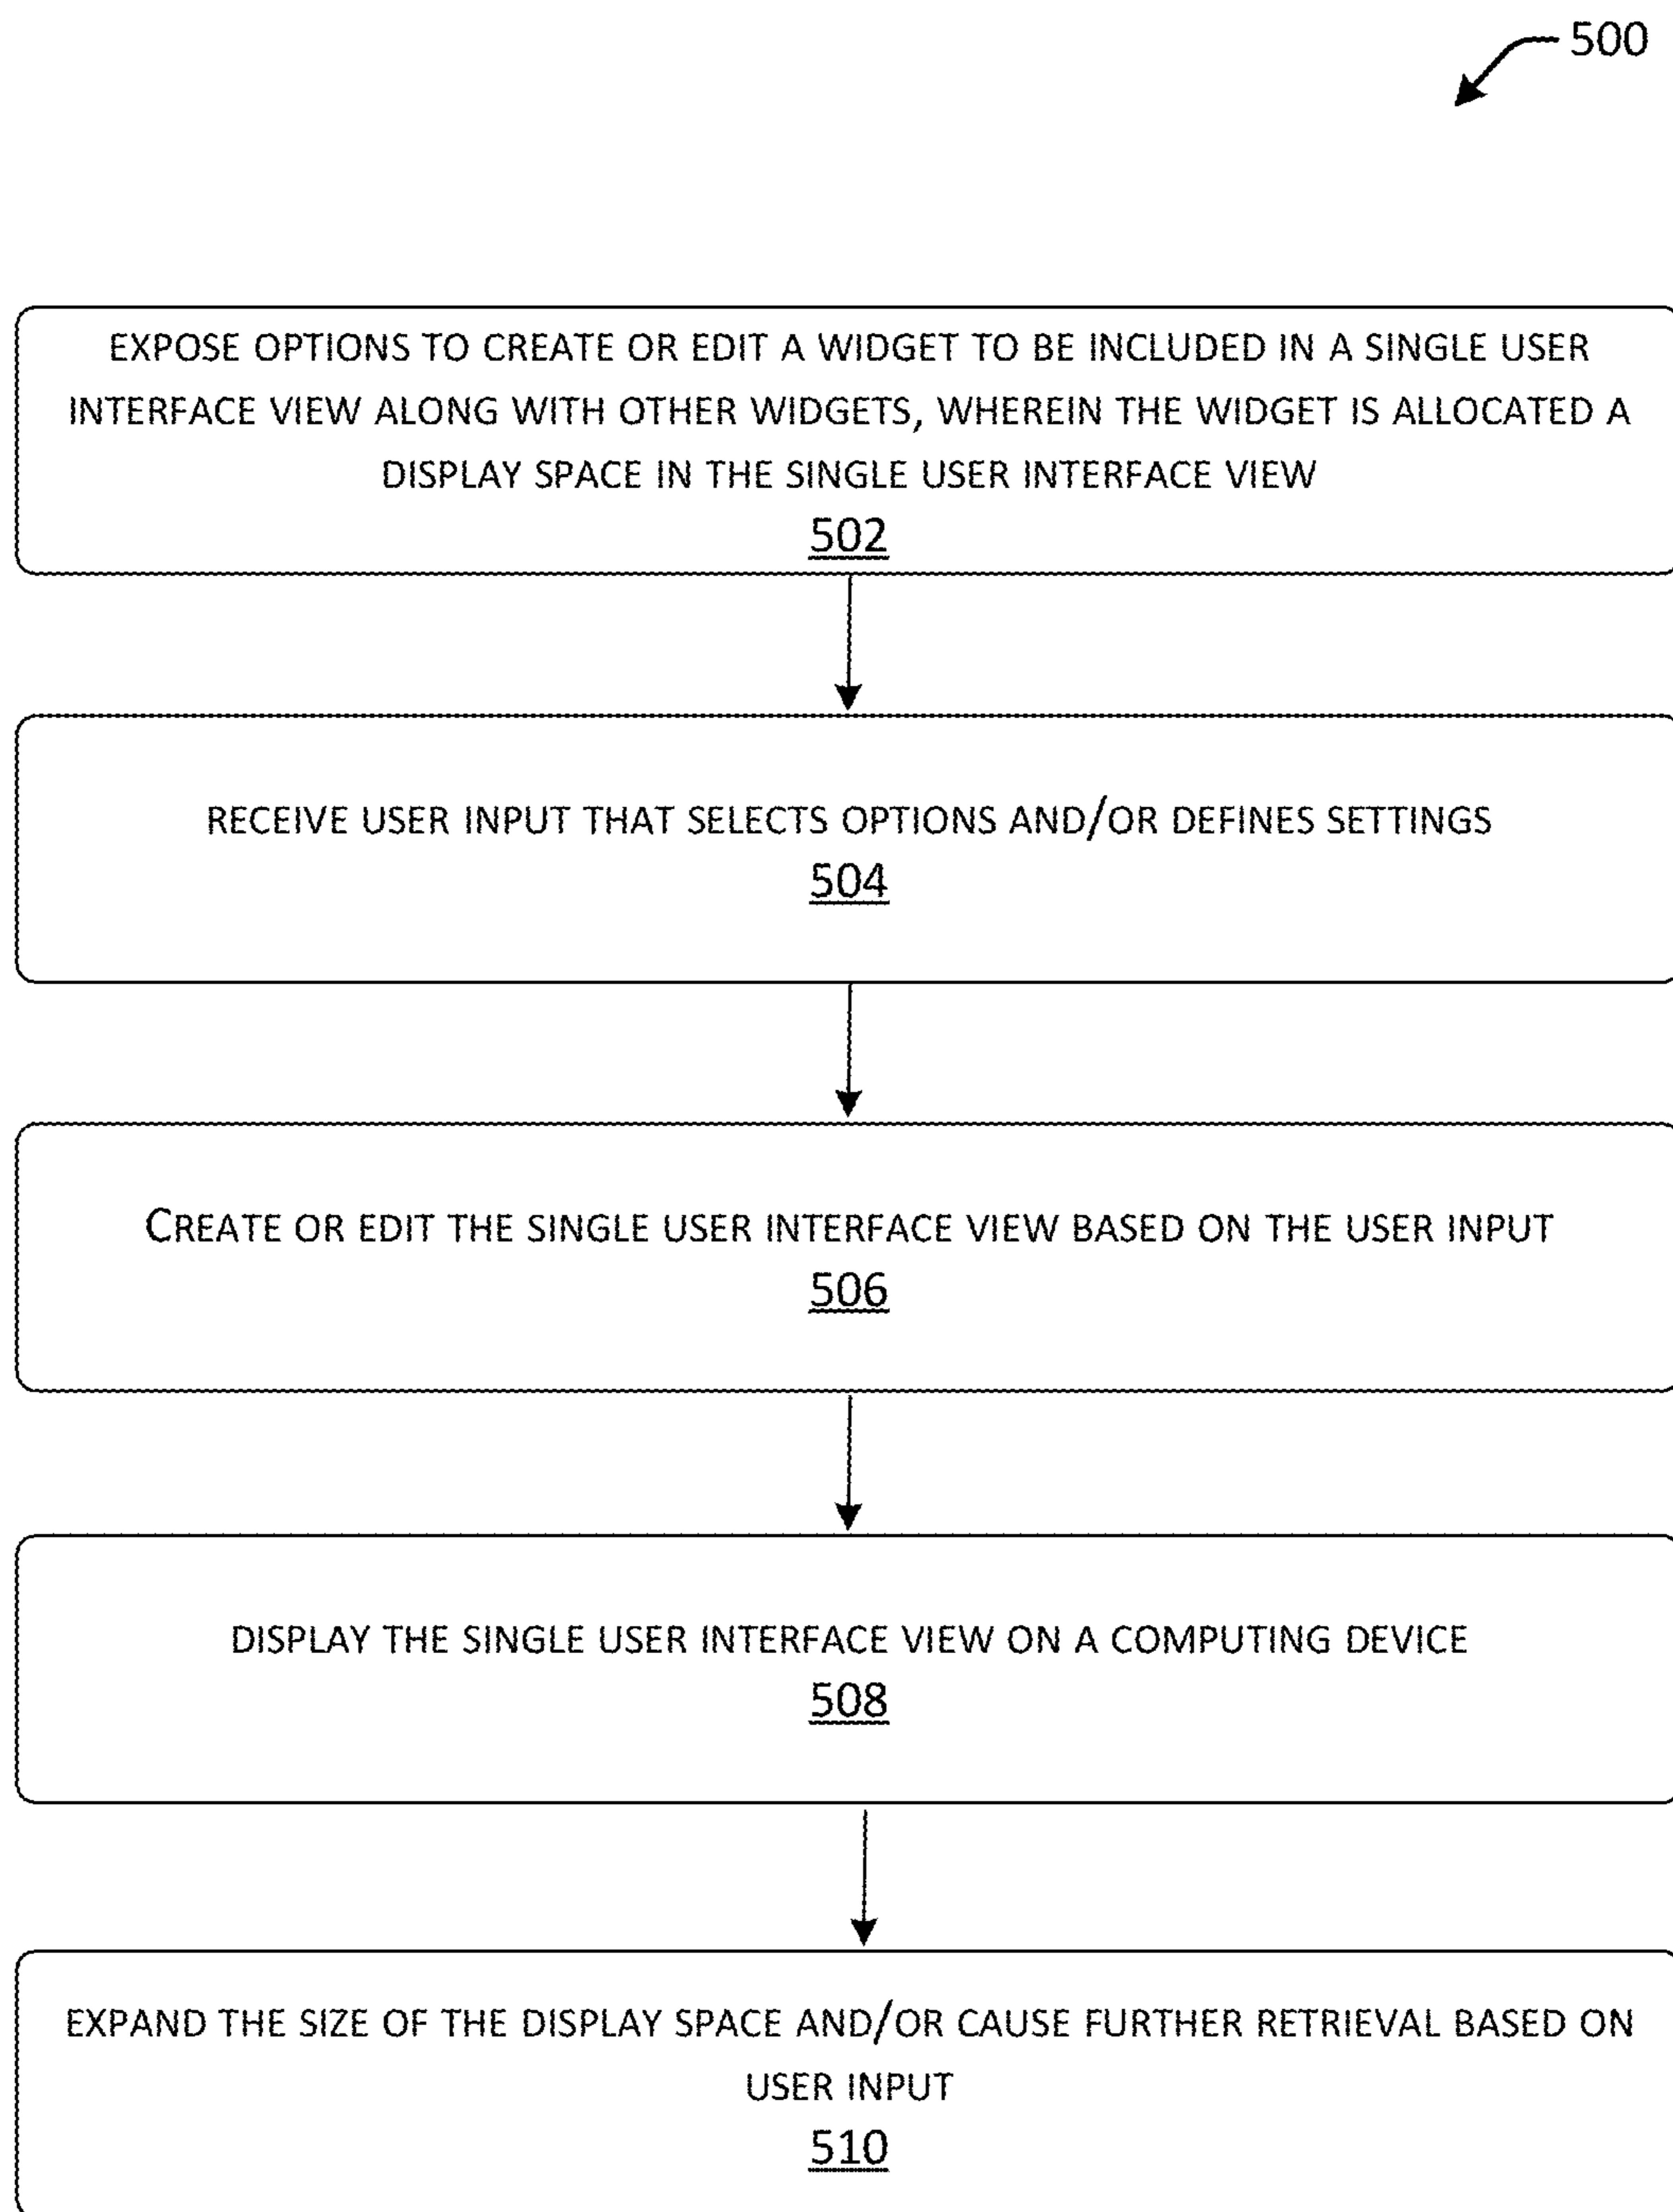 500
EXPOSE OPTIONS TO CREATE OR EDIT A WIDGET TO BE INCLUDED IN A SINGLE USER
INTERFACE VIEW ALONG WITH OTHER WIDGETS, WHEREIN THE WIDGET IS ALLOCATED A
DISPLAY SPACE IN THE SINGLE USER INTERFACE VIEW
502
RECEIVE USER INPUT THAT SELECTS OPTIONS AND/OR DEFINES SETTINGS
504
CREATE OR EDIT THE SINGLE USER INTERFACE VIEW BASED ON THE USER INPUT
506
DISPLAY THE SINGLE USER INTERFACE VIEW ON A COMPUTING DEVICE
508
EXPAND THE SIZE OF THE DISPLAY SPACE AND/OR CAUSE FURTHER RETRIEVAL BASED ON
USER INPUT
510